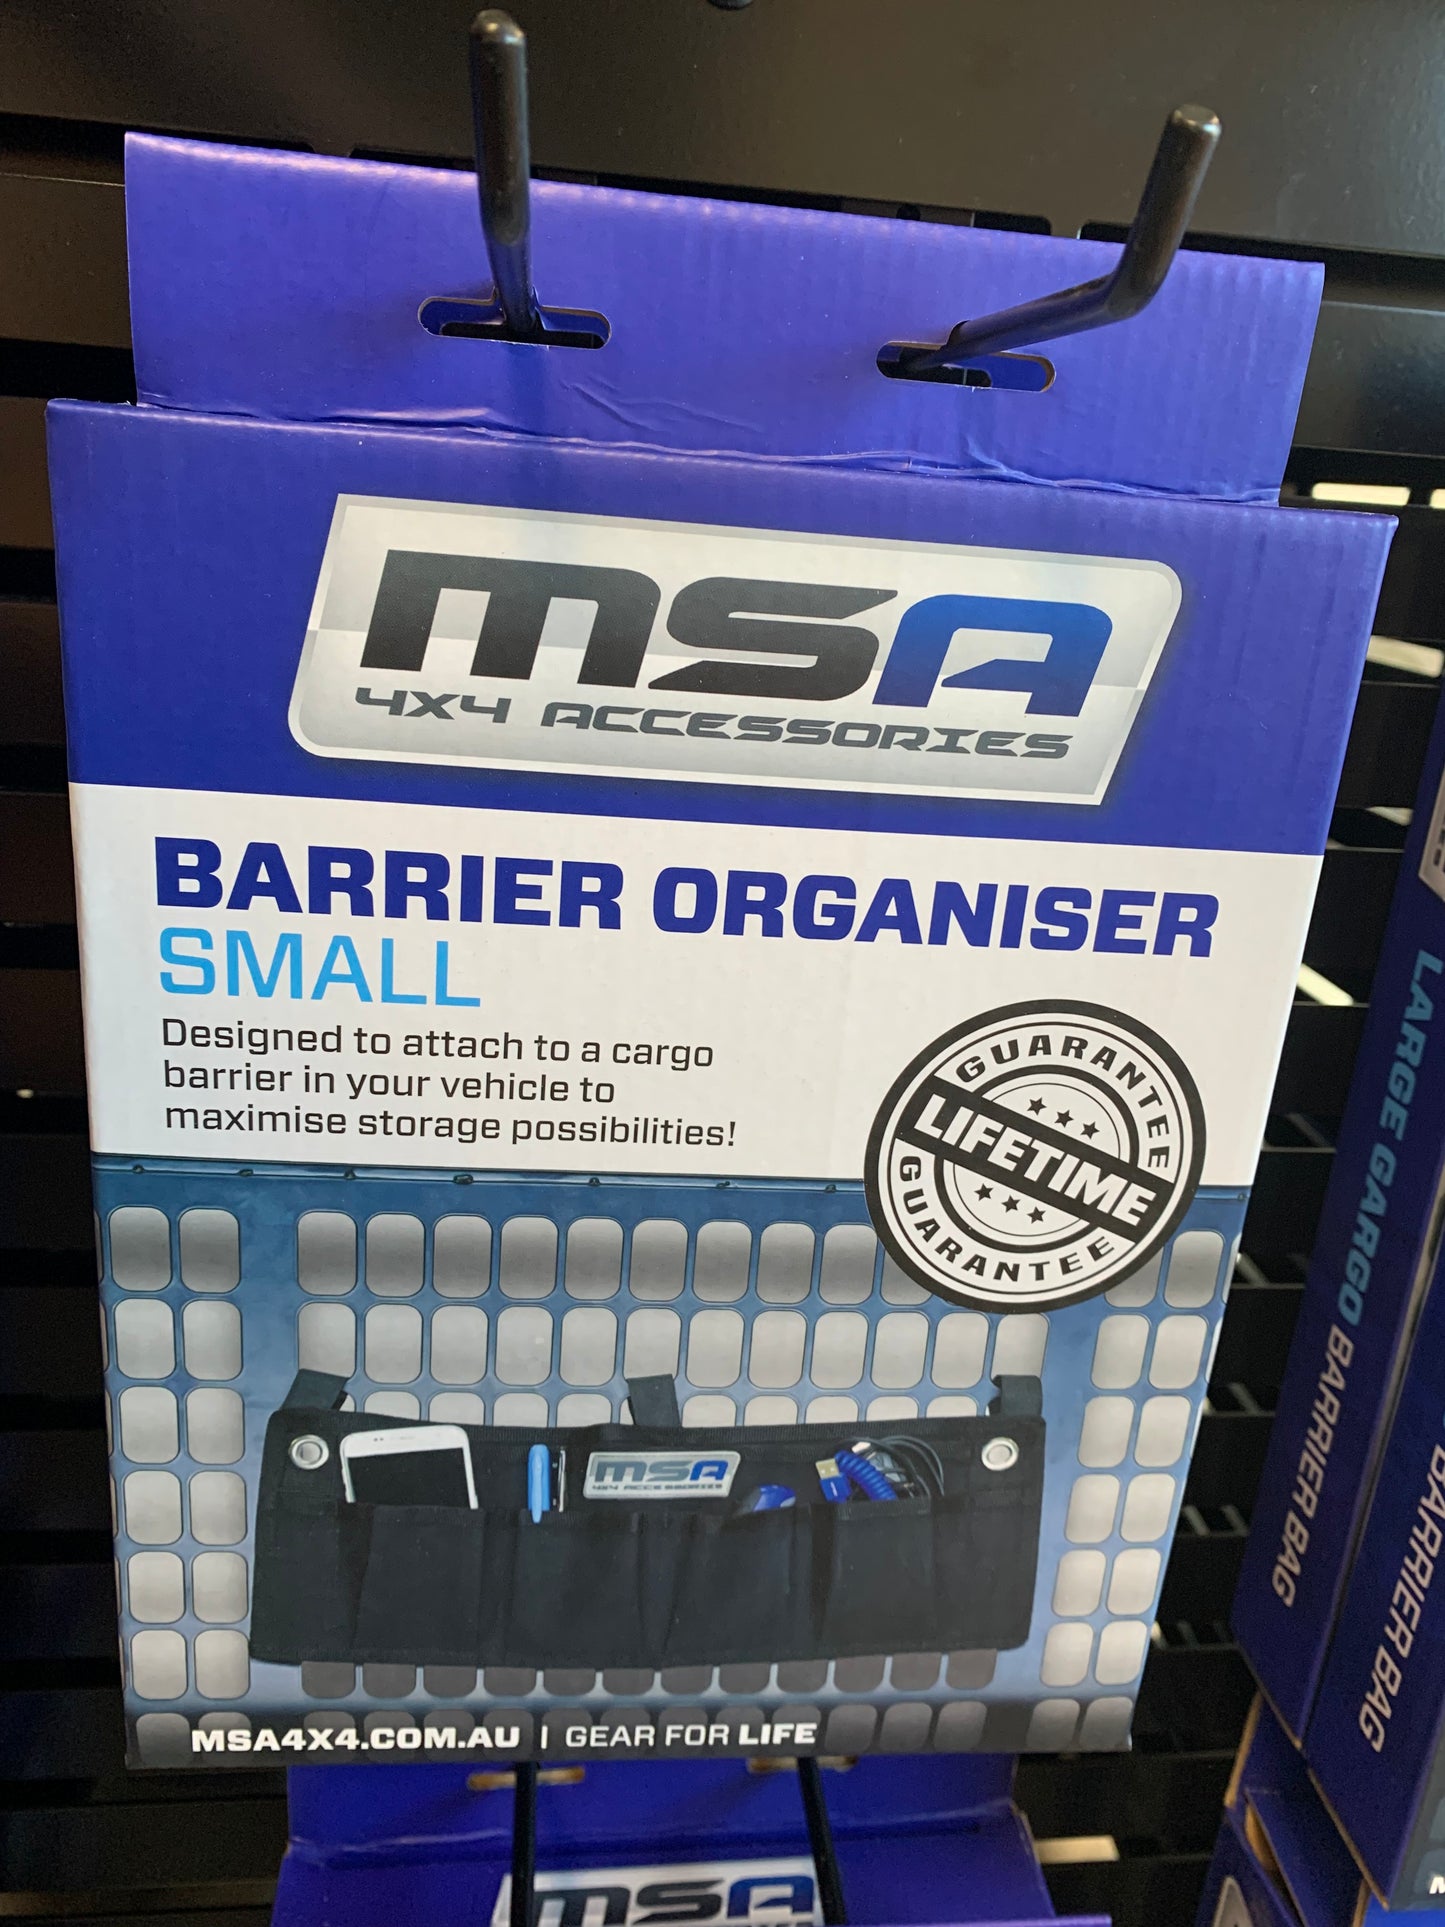 MSA
4X4 ACCESSORIES
BARRIER ORGANISER
SMALL
Designed to attach to a cargo
barrier in your vehicle to
maximise storage possibilities!
GUARANTEE
LIFETIME
GUARANTEE
MSA
4X4 ACCESSORIES
MSA4X4.COM.AU | GEAR FOR LIFE
MSA
LARGE CARGO BARRIER BAG
BARRIER BAG